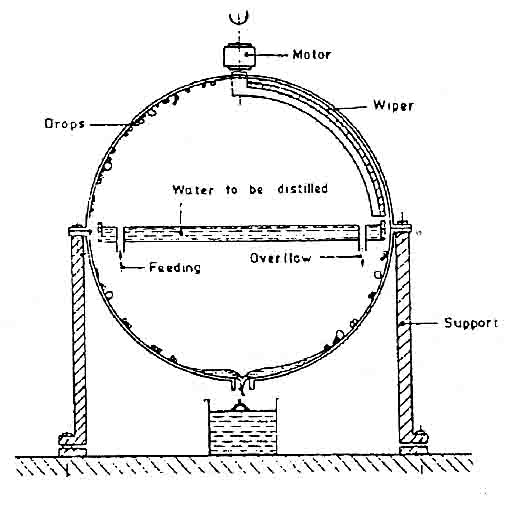 Motor
Wiper
Drops
Water to be distilled
Feeding
Overflow
Support